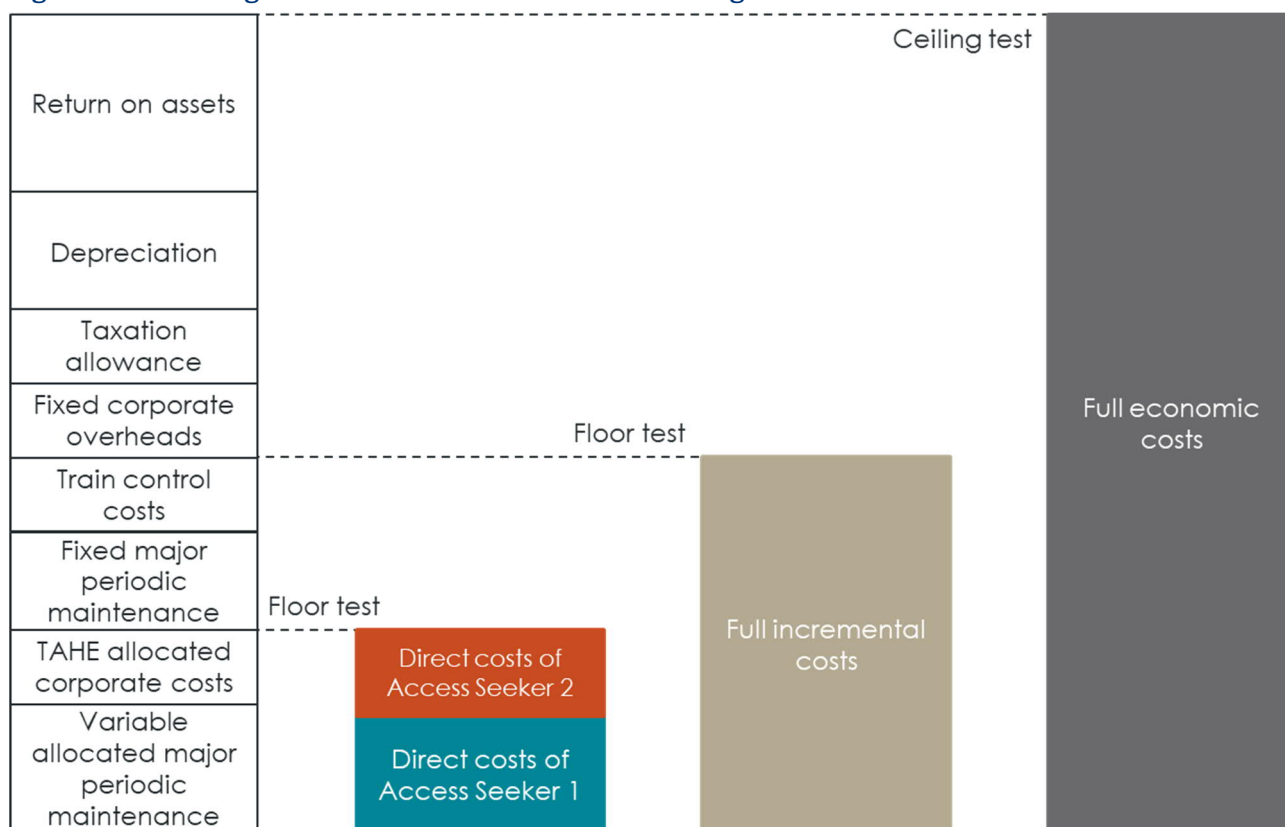 Ceiling test
Return on assets
Depreciation
Taxation
allowance
Fixed corporate
overheads
Floor test
Full economic
costs
Train control
costs
Fixed major
periodic
maintenance
Floor test
TAHE allocated
corporate costs
Direct costs of
Access Seeker 2
Full incremental
costs
Variable
allocated major
periodic
maintenance
Direct costs of
Access Seeker 1